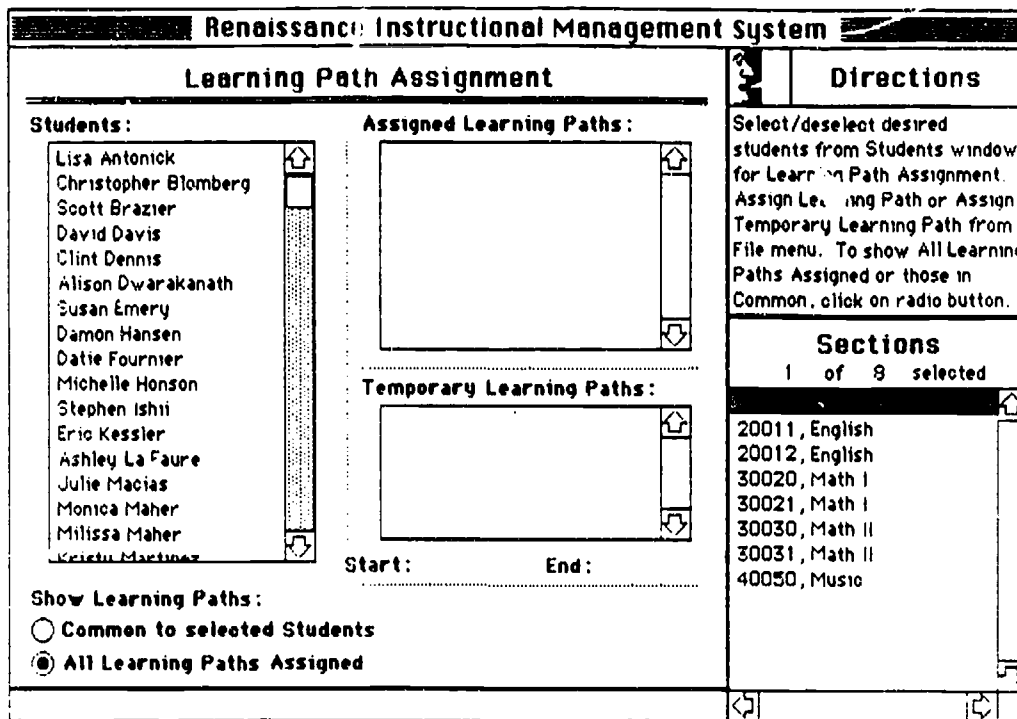 Renaissance Instructional Management System
Learning Path Assignment
Students:
Lisa Antonick
Christopher Blomberg
Scott Brazier
David Davis
Clint Dennis
Alison Dwarakanath
Susan Emery
Damon Hansen
Datie Fournier
Michelle Honson
Stephen Ishii
Eric Kessler
Ashley La Faure
Julie Macias
Monica Maher
Milissa Maher
Kristy Martinez
Show Learning Paths:
Common to selected Students
All Learning Paths Assigned
Assigned Learning Paths:
Temporary Learning Paths:
Start: End:
Directions
Select/deselect desired
students from Students window
for Learning Path Assignment.
Assign Learning Path or Assign
Temporary Learning Path from
File menu. To show All Learning
Paths Assigned or those in
Common, click on radio button.
Sections
1 of 8 selected
20011, English
20012, English
30020, Math I
30021, Math I
30030, Math II
30031, Math II
40050, Music